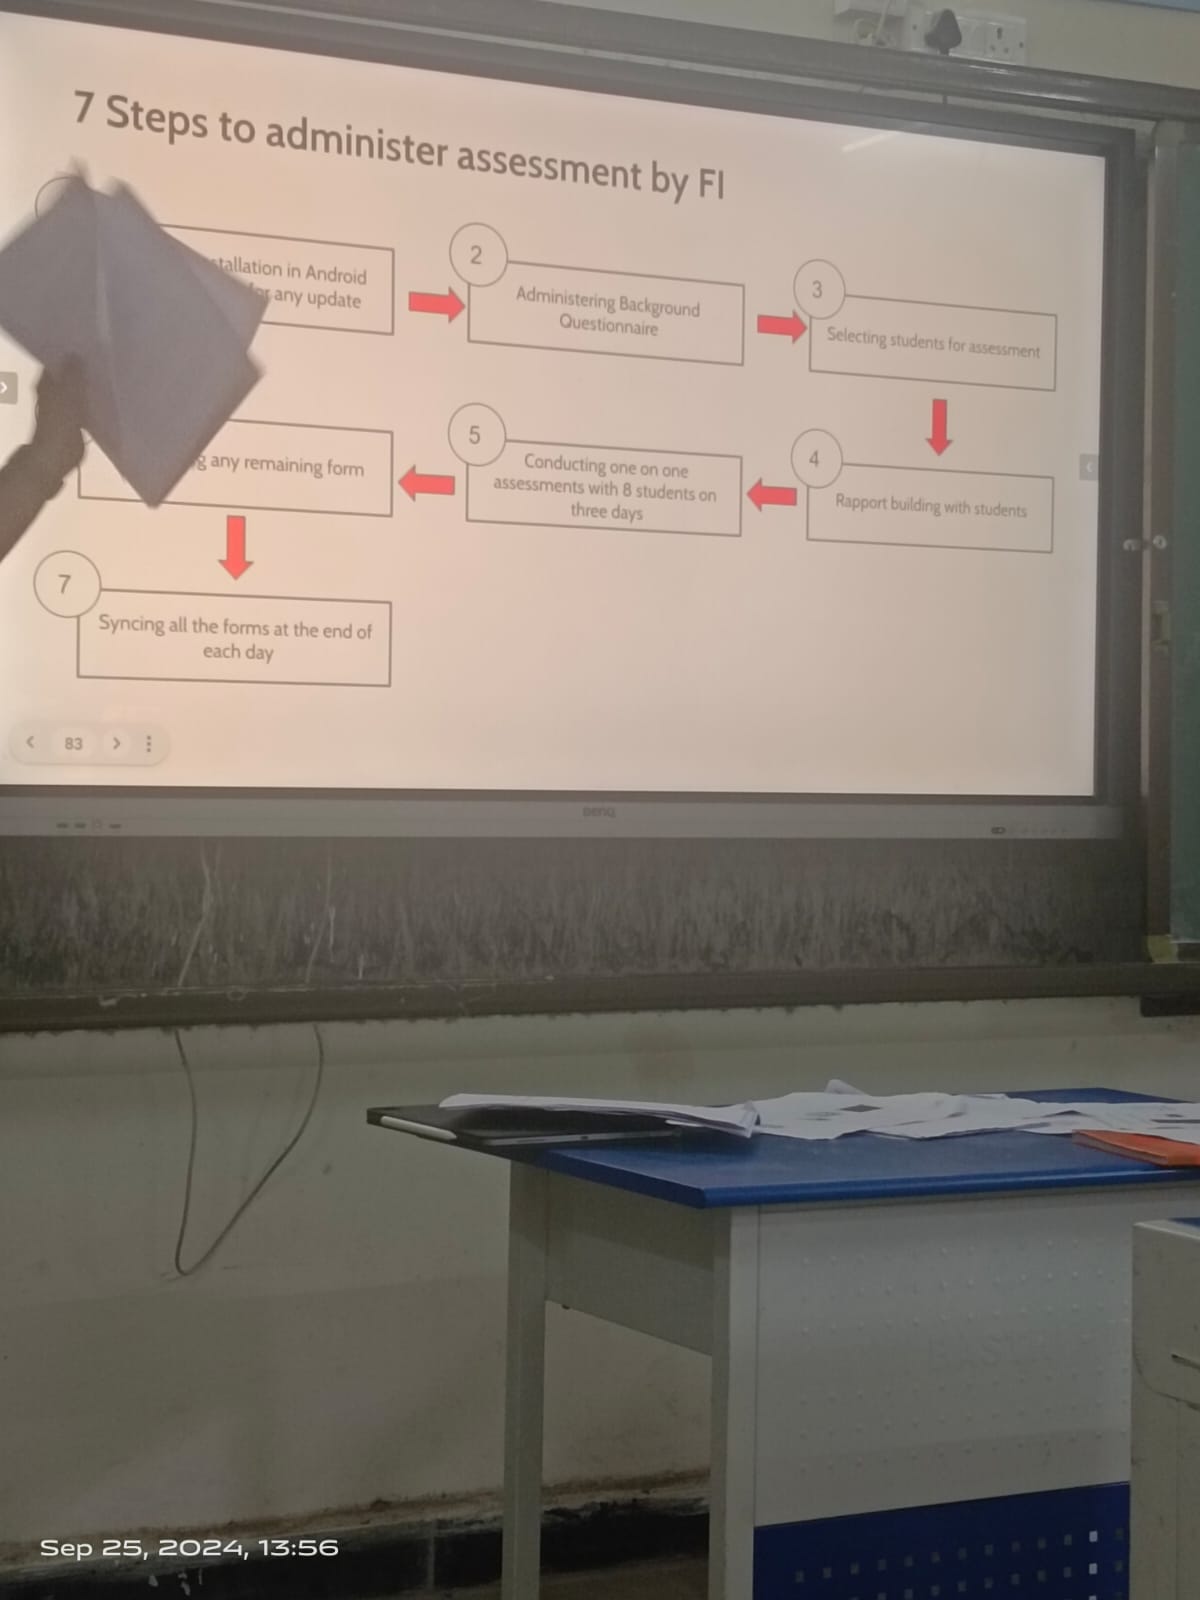 7 Steps to administer assessment by FI
tallation in Android
any update
2
Administering Background
Questionnaire
3
Selecting students for assessment
4
Rapport building with students
5
Conducting one on one
assessments with 8 students on
three days
any remaining form
7
Syncing all the forms at the end of
each day
83
BenQ
Sep 25, 2024, 13:56